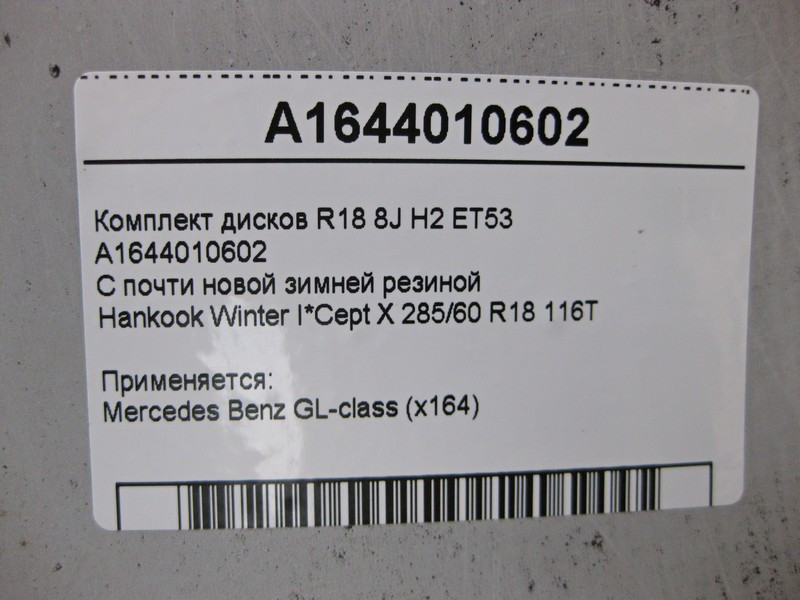 A1644010602
Комплект дисков R18 8J H2 ET53
A1644010602
С почти новой зимней резиной
Hankook Winter I*Cept X 285/60 R18 116T
Применяется:
Mercedes Benz GL-class (x164)